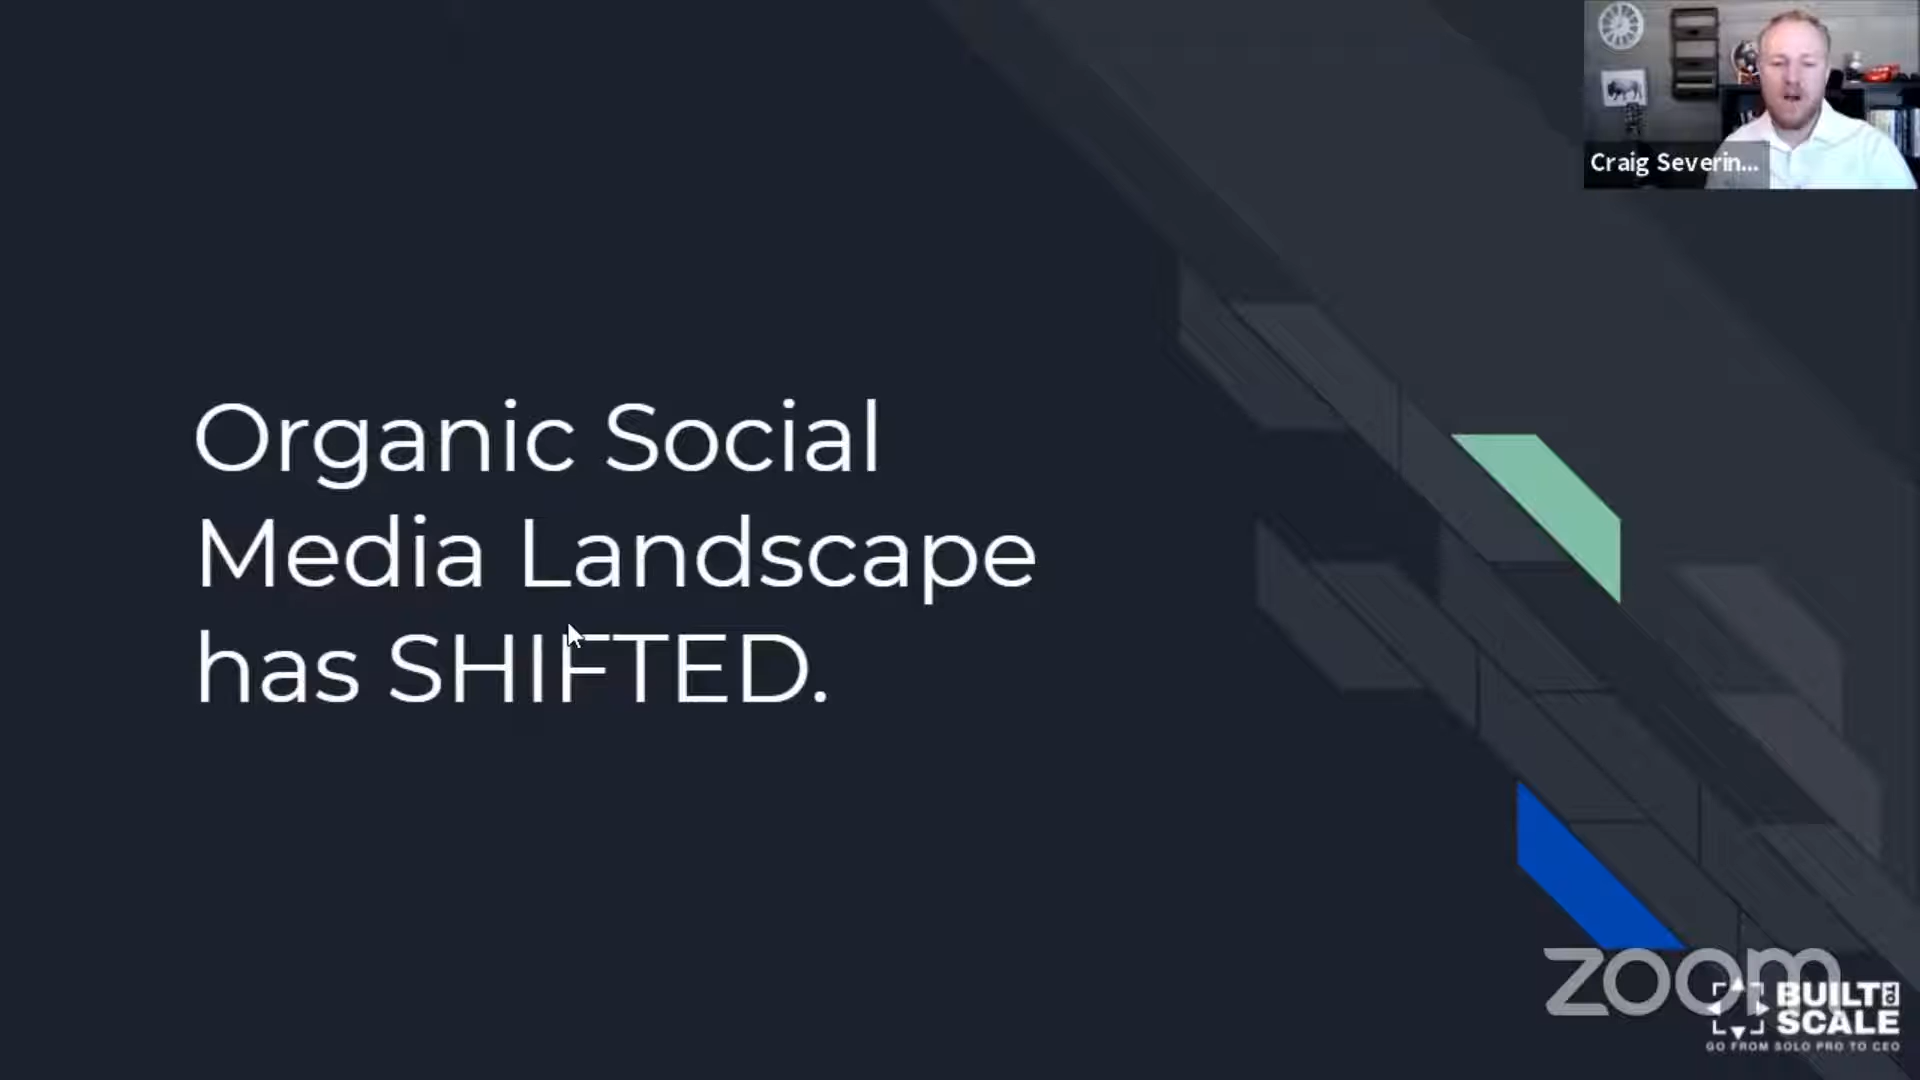 Craig Severin...
Organic Social
Media Landscape
has SHIFTED.
zoom
BUILT TO
SCALE
GO FROM SOLO PRO TO CEO